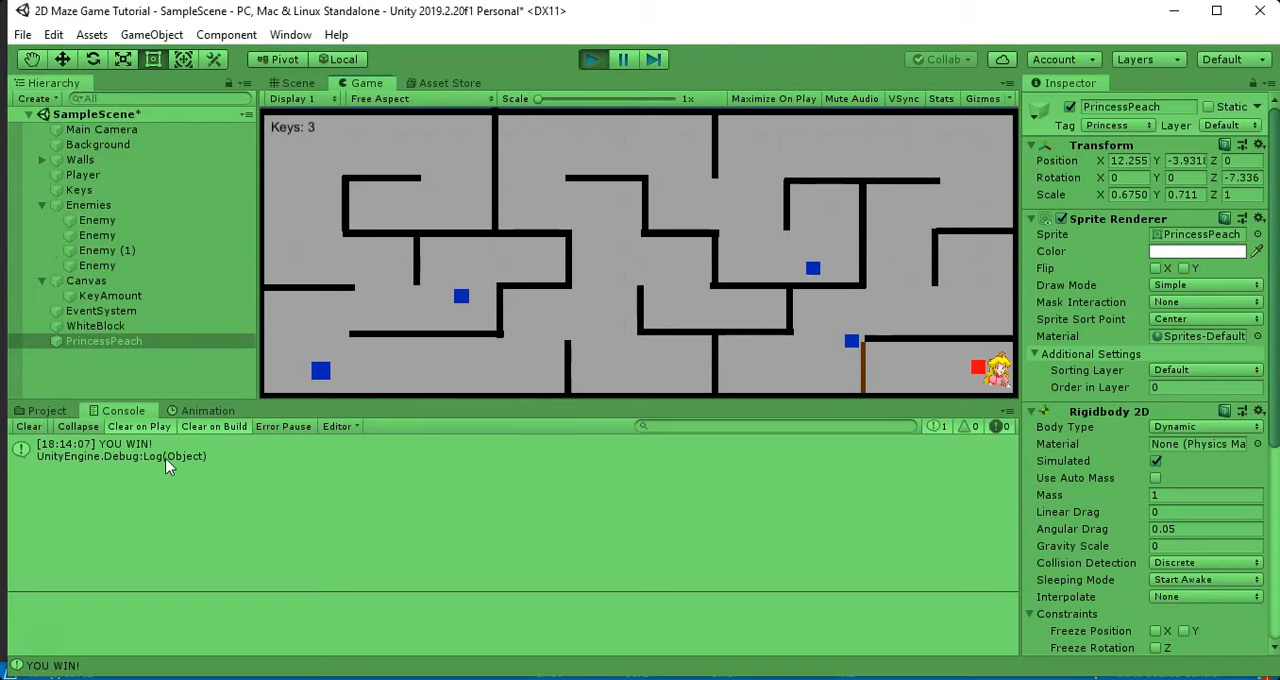 2D Maze Game Tutorial - SampleScene - PC, Mac & Linux Standalone - Unity 2019.2.20f1 Personal* <DX11>
File Edit Assets GameObject Component Window Help
Pivot Local Collab Account Layers Default
Hierarchy Scene Game Asset Store Inspector
Create All Display 1 Free Aspect Scale 1x Maximize On Play Mute Audio VSync Stats Gizmos
SampleScene*
Main Camera
Background
Walls
Player
Keys
Enemies
Enemy
Enemy
Enemy (1)
Enemy
Canvas
KeyAmount
EventSystem
WhiteBlock
PrincessPeach
Keys: 3
PrincessPeach Static
Tag Princess Layer Default
Transform
Position X 12.255 Y -3.931 Z 0
Rotation X 0 Y 0 Z -7.336
Scale X 0.6750 Y 0.711 Z 1
Sprite Renderer
Sprite PrincessPeach
Color
Flip X Y
Draw Mode Simple
Mask Interaction None
Sprite Sort Point Center
Material Sprites-Default
Additional Settings
Sorting Layer Default
Order in Layer 0
Rigidbody 2D
Body Type Dynamic
Material None (Physics Ma
Simulated
Use Auto Mass
Mass 1
Linear Drag 0
Angular Drag 0.05
Gravity Scale 0
Collision Detection Discrete
Sleeping Mode Start Awake
Interpolate None
Constraints
Freeze Position X Y
Freeze Rotation Z
Project Console Animation
Clear Collapse Clear on Play Clear on Build Error Pause Editor 1 0 0
[18:14:07] YOU WIN!
UnityEngine.Debug:Log(Object)
YOU WIN!